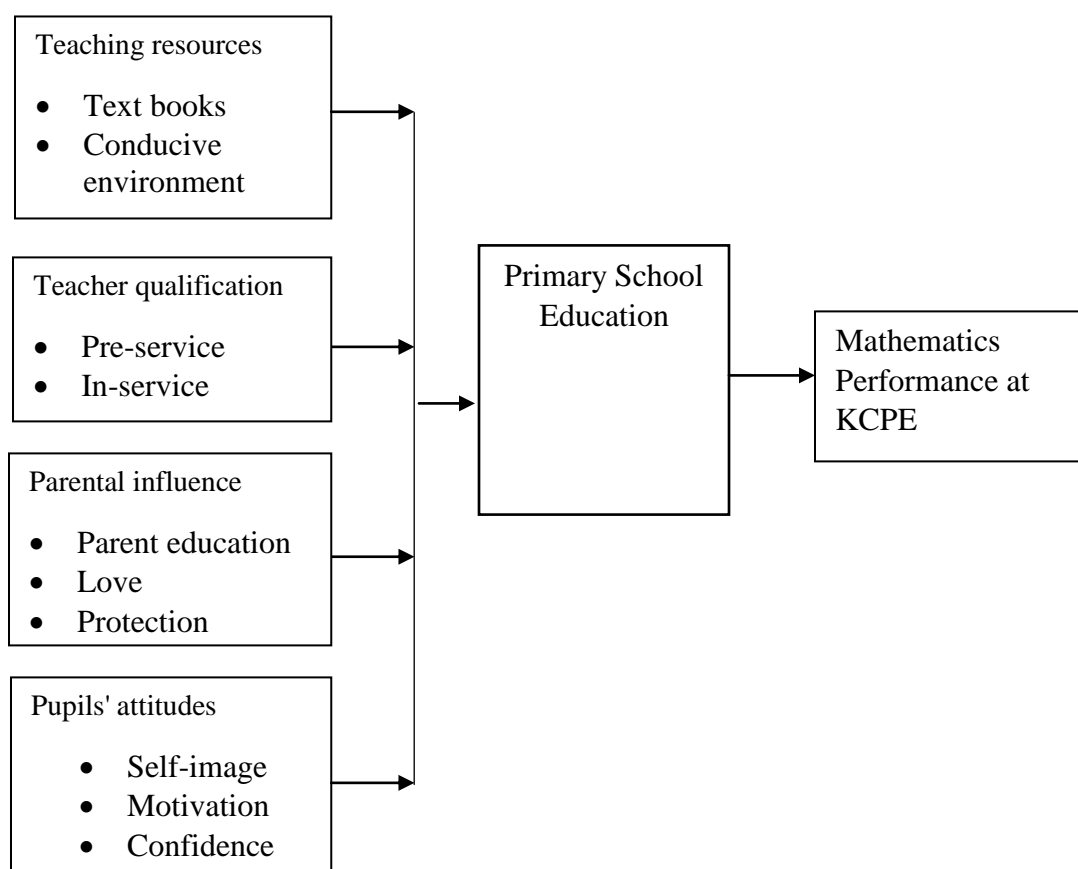 Teaching resources
• Text books
• Conducive
environment
Teacher qualification
• Pre-service
• In-service
Parental influence
• Parent education
• Love
• Protection
Pupils' attitudes
• Self-image
• Motivation
• Confidence
Primary School
Education
Mathematics
Performance at
KCPE